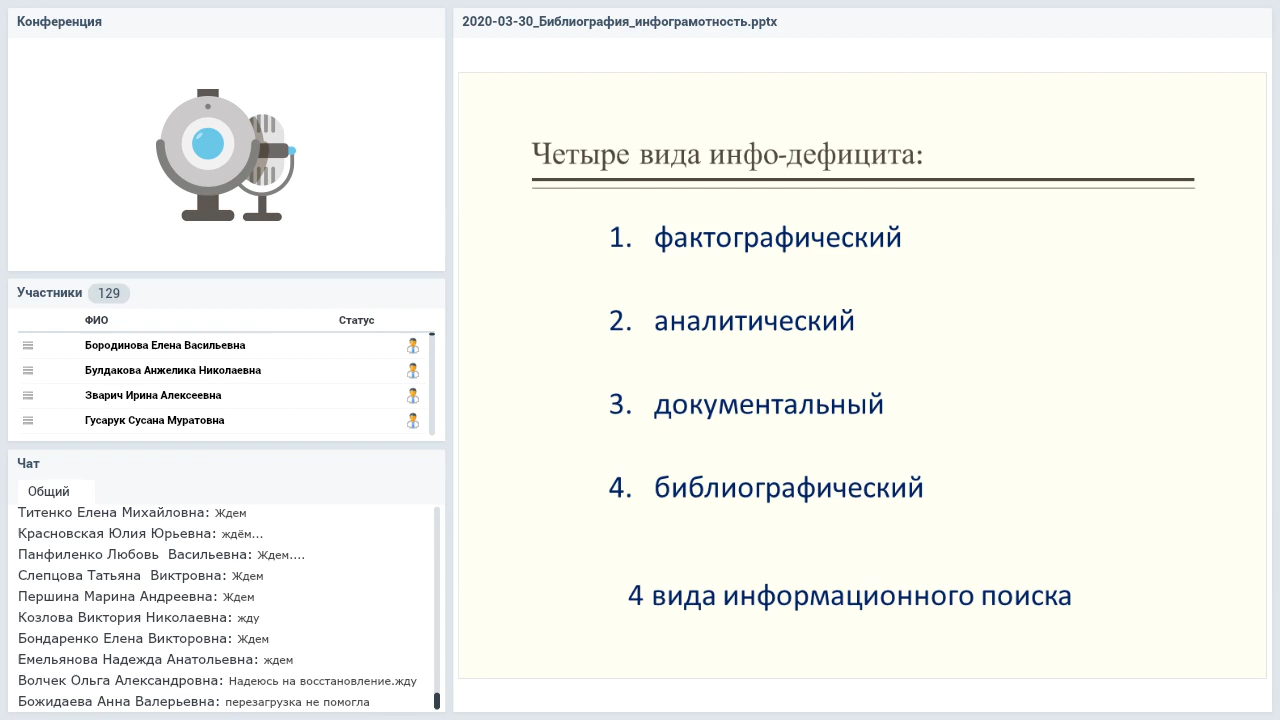 Конференция
Участники 129
ФИО Статус
Бородинова Елена Васильевна
Булдакова Анжелика Николаевна
Зварич Ирина Алексеевна
Гусарук Сусана Муратовна
Чат
Общий
Титенко Елена Михайловна: Ждем
Красновская Юлия Юрьевна: ждём...
Панфиленко Любовь Васильевна: Ждем....
Слепцова Татьяна Виктровна: Ждем
Першина Марина Андреевна: Ждем
Козлова Виктория Николаевна: жду
Бондаренко Елена Викторовна: Ждем
Емельянова Надежда Анатольевна: ждем
Волчек Ольга Александровна: Надеюсь на восстановление.жду
Божидаева Анна Валерьевна: перезагрузка не помогла
2020-03-30_Библиография_инфограмотность.pptx
Четыре вида инфо-дефицита:
1. фактографический
2. аналитический
3. документальный
4. библиографический
4 вида информационного поиска